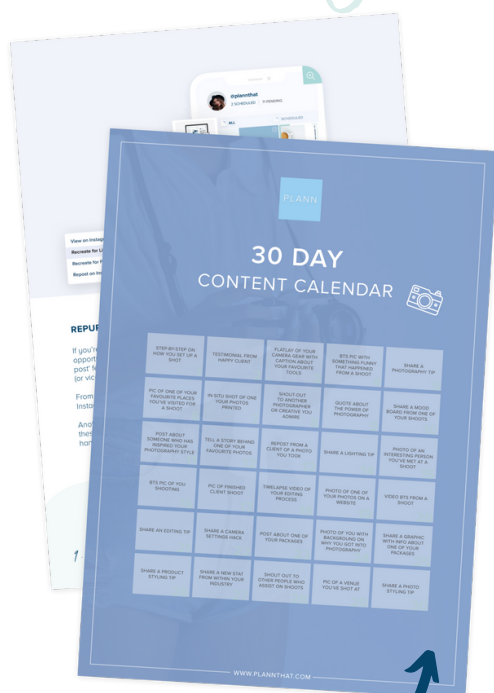 @plannthat
2 SCHEDULED
11 PENDING
ALL
SCHEDULED
View on Instag
Recreate for
Recreate for
Repost an
REPUR
If you're
opport
post'
(or vic
From
Insta
Ano
the
har
PLANN
30 DAY
CONTENT CALENDAR
STEP-BY-STEP ON
HOW YOU SET UP A
SHOT
TESTIMONIAL FROM
HAPPY CLIENT
FLATLAY OF YOUR
CAMERA GEAR WITH
CAPTION ABOUT
YOUR FAVOURITE
TOOLS
BTS PIC WITH
SOMETHING FUNNY
THAT HAPPENED
FROM A SHOOT
SHARE A
PHOTOGRAPHY TIP
PIC OF ONE OF YOUR
FAVOURITE PLACES
YOU'VE VISITED FOR
A SHOOT
IN-SITU SHOT OF ONE
YOUR PHOTOS
PRINTED
SHOUT-OUT
TO ANOTHER
PHOTOGRAPHER
OR CREATIVE YOU
ADMIRE
QUOTE ABOUT
THE POWER OF
PHOTOGRAPHY
SHARE A MOOD
BOARD FROM ONE OF
YOUR SHOOTS
POST ABOUT
SOMEONE WHO HAS
INSPIRED YOUR
PHOTOGRAPHY STYLE
TELL A STORY BEHIND
ONE OF YOUR
FAVOURITE PHOTOS
REPOST FROM A
CLIENT OF A PHOTO
YOU TOOK
SHARE A LIGHTING TIP
PHOTO OF AN
INTERESTING PERSON
YOU'VE MET AT A
SHOOT
BTS PIC OF YOU
SHOOTING
PIC OF FINISHED
CLIENT SHOOT
TIMELAPSE VIDEO OF
YOUR EDITING
PROCESS
PHOTO OF ONE OF
YOUR PHOTOS ON A
WEBSITE
VIDEO BTS FROM A
SHOOT
SHARE AN EDITING TIP
SHARE A CAMERA
SETTINGS HACK
POST ABOUT ONE OF
YOUR PACKAGES
PHOTO OF YOU WITH
BACKGROUND ON
WHY YOU GOT INTO
PHOTOGRAPHY
SHARE A GRAPHIC
WITH INFO ABOUT
ONE OF YOUR
PACKAGES
SHARE A PRODUCT
STYLING TIP
SHARE A NEW STAT
FROM WITHIN YOUR
INDUSTRY
SHOUT OUT TO
OTHER PEOPLE WHO
ASSIST ON SHOOTS
PIC OF A VENUE
YOU'VE SHOT AT
SHARE A PHOTO
STYLING TIP
WWW.PLANNTHAT.COM